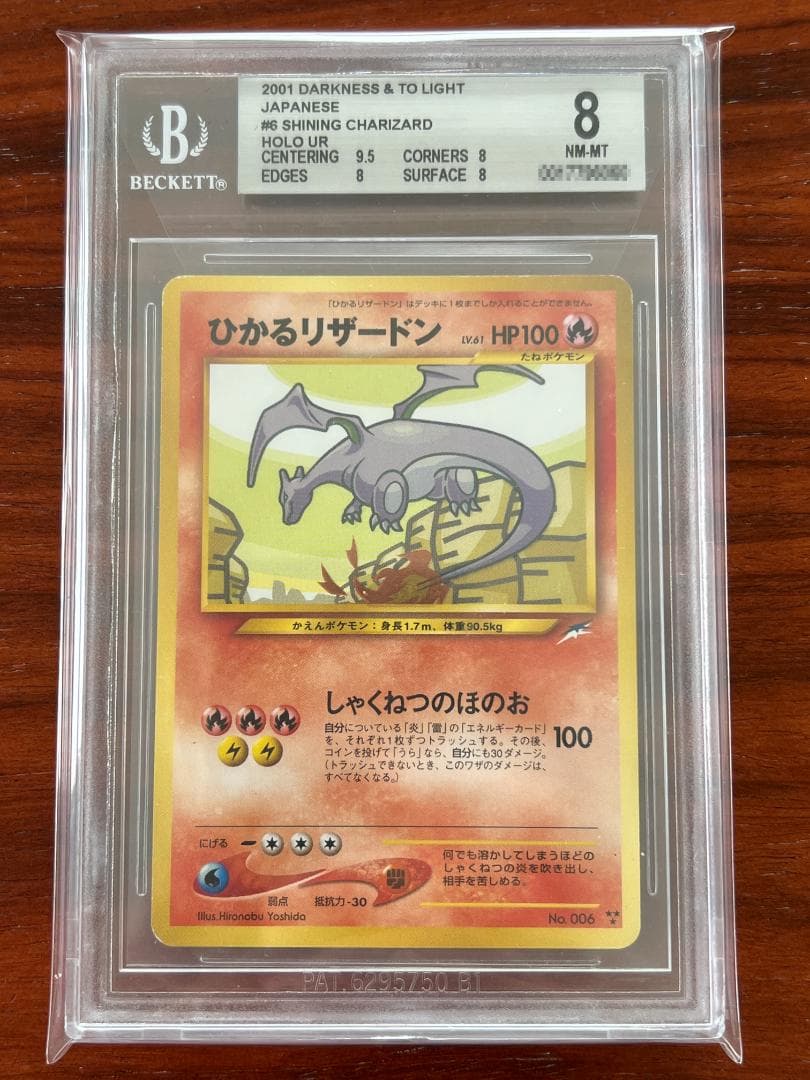 2001 DARKNESS & TO LIGHT
JAPANESE
#6 SHINING CHARIZARD
HOLO UR
CENTERING 9.5 CORNERS 8
EDGES 8 SURFACE 8
8
NM-MT
B
BECKETT®
「ひかるリザードン」はデッキに1枚までしか入れることができません。
ひかるリザードン LV.61 HP100
たねポケモン
かえんポケモン：身長1.7m、体重90.5kg
しゃくねつのほのお
自分についている「炎」「雷」の「エネルギーカード」
を、それぞれ1枚ずつトラッシュする。その後、
コインを投げて「うら」なら、自分にも30ダメージ。
（トラッシュできないとき、このワザのダメージは、
すべてなくなる。）
100
にげる
弱点 抵抗力-30
何でも溶かしてしまうほどの
しゃくねつの炎を吹き出し、
相手を苦しめる。
Illus.Hironobu Yoshida
No. 006
PAT.6295750 B1